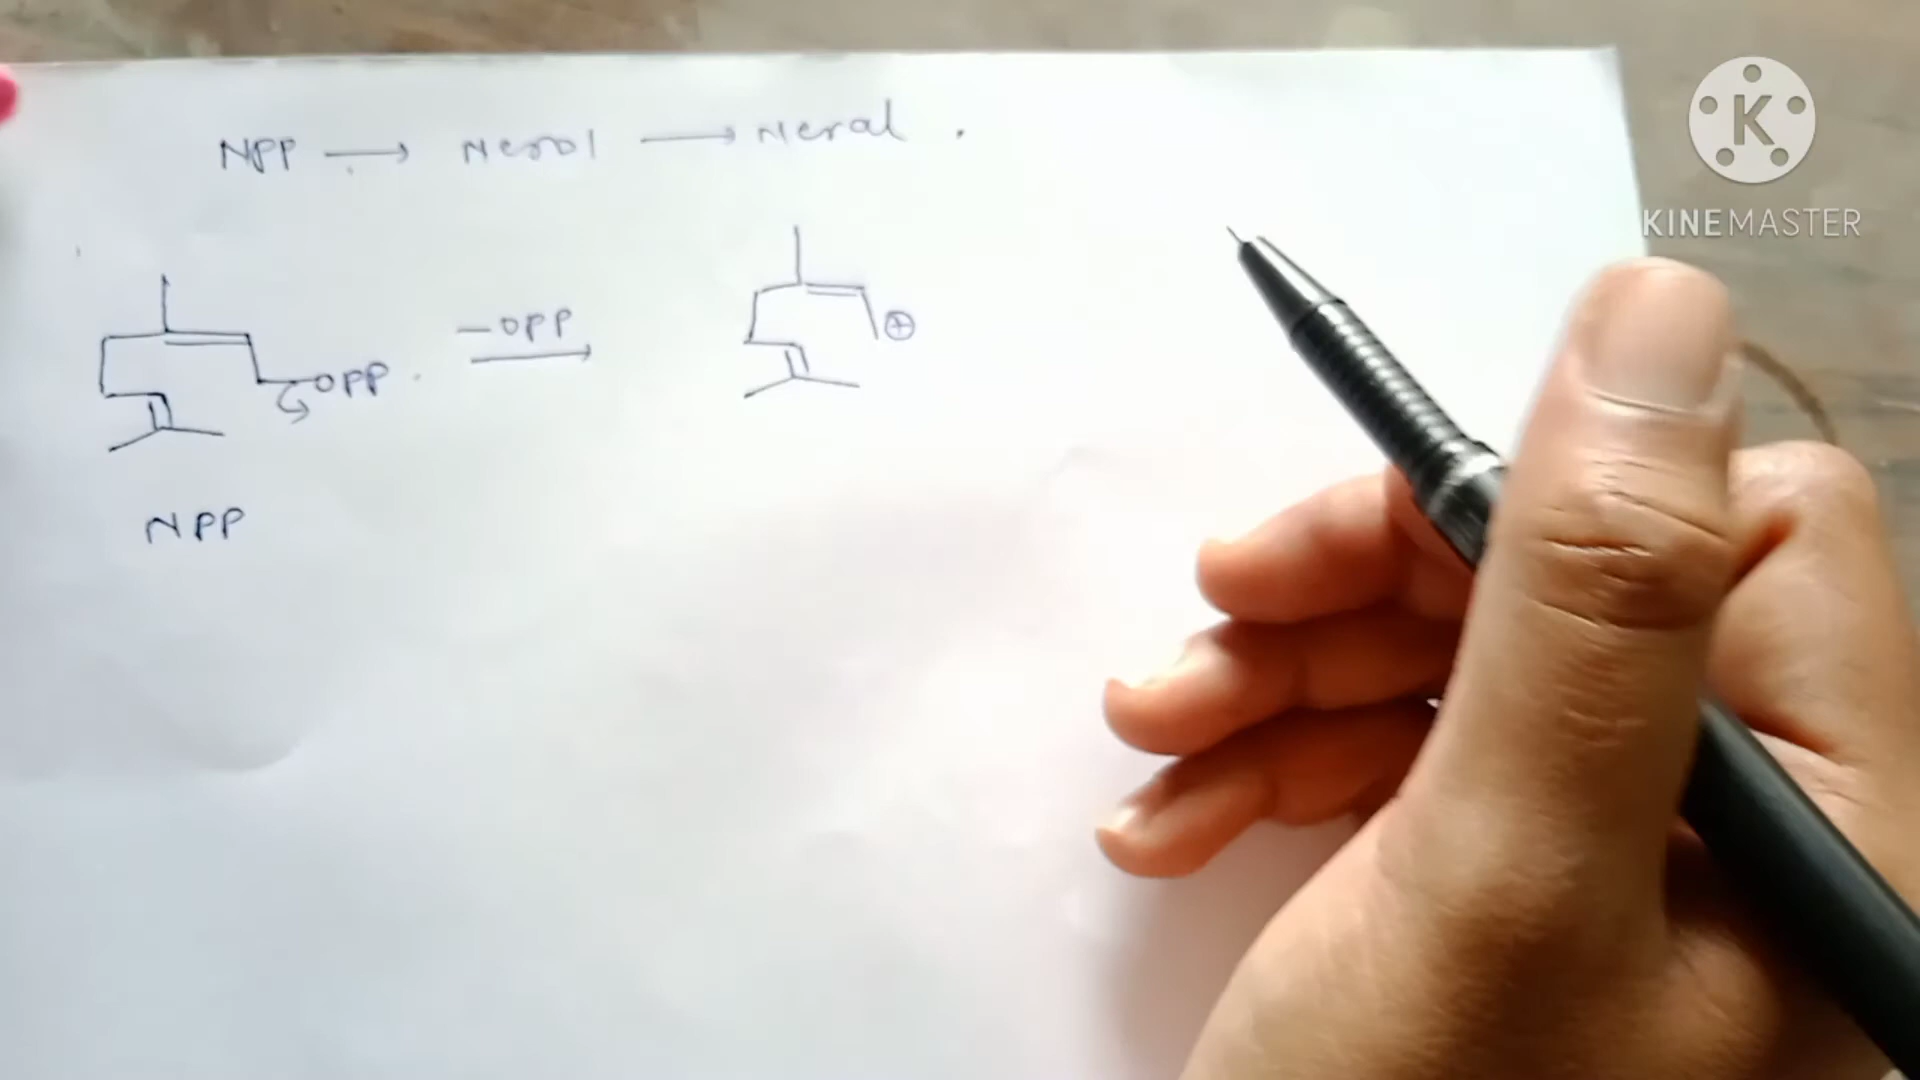 NPP → Nerol → Neral .
K
KINEMASTER
-OPP
OPP
⊕
NPP